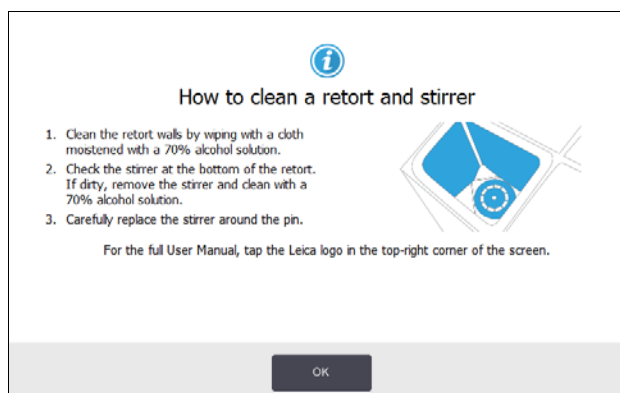 How to clean a retort and stirrer
1. Clean the retort walls by wiping with a cloth
moistened with a 70% alcohol solution.
2. Check the stirrer at the bottom of the retort.
If dirty, remove the stirrer and clean with a
70% alcohol solution.
3. Carefully replace the stirrer around the pin.
For the full User Manual, tap the Leica logo in the top-right corner of the screen.
OK